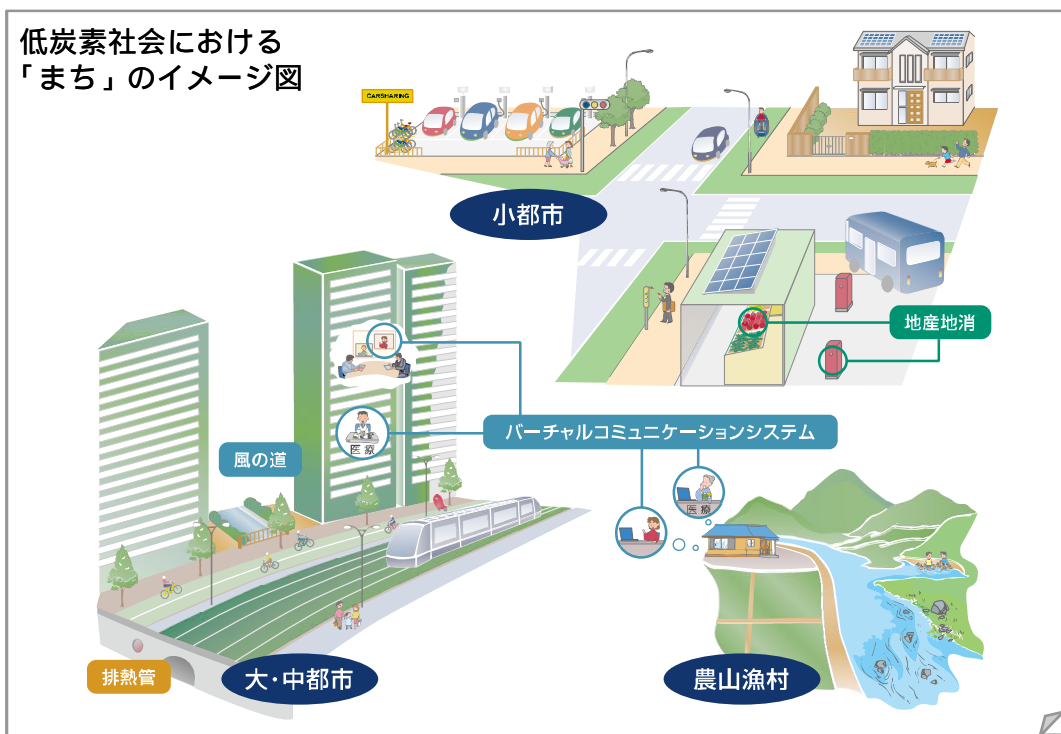 低炭素社会における
「まち」のイメージ図
CARSHARING
小都市
地産地消
バーチャルコミュニケーションシステム
医療
風の道
医療
排熱管
大・中都市
農山漁村